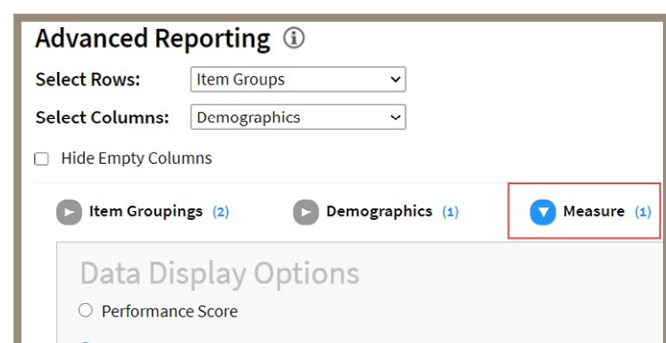 Advanced Reporting
Select Rows: Item Groups
Select Columns: Demographics
Hide Empty Columns
Item Groupings (2) Demographics (1) Measure (1)
Data Display Options
Performance Score